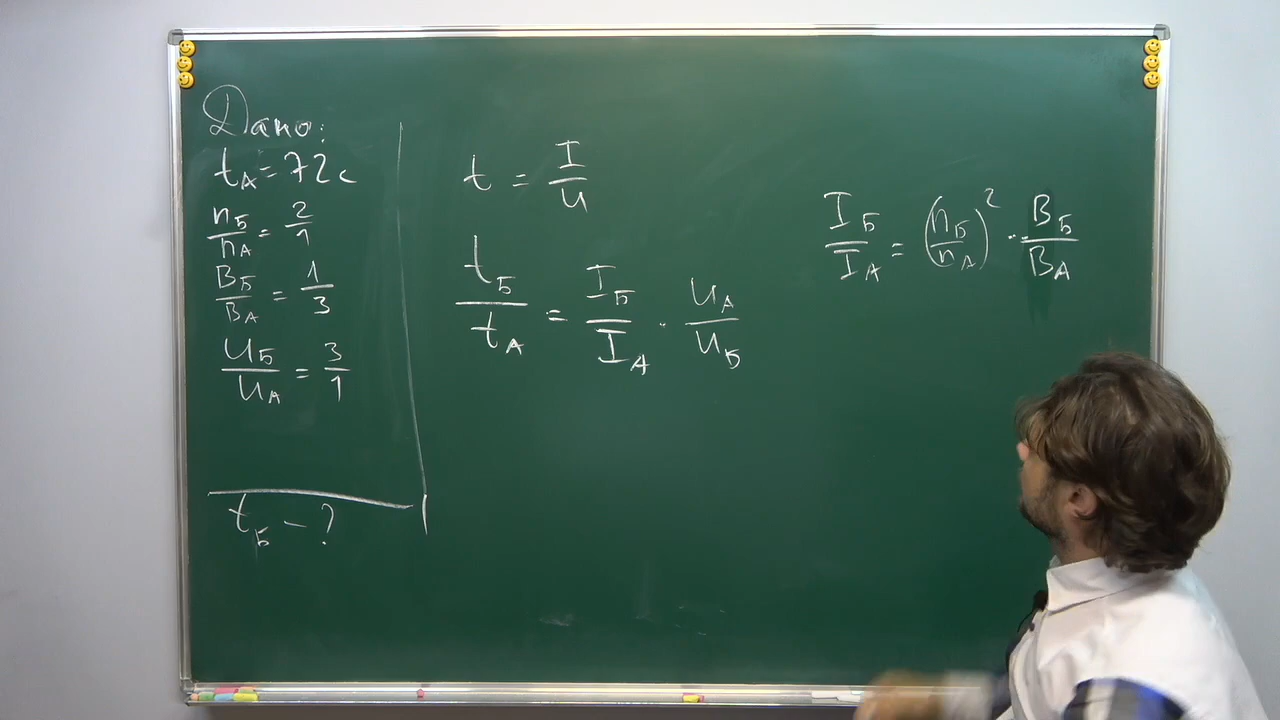 Дано:
t_А = 72 с
n_Б/n_А = 2/1
B_Б/B_А = 1/3
u_Б/u_А = 3/1
t_Б - ?
t = I/u
t_Б/t_А = I_Б/I_А · u_А/u_Б
I_Б/I_А = (n_Б/n_А)² · B_Б/B_А